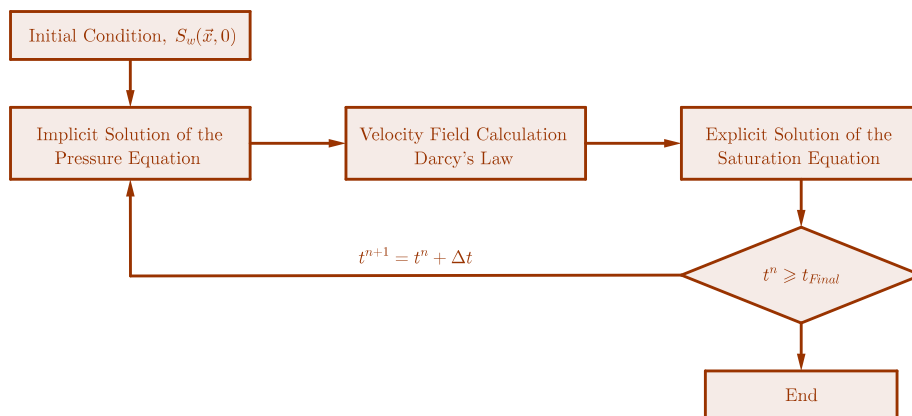 Initial Condition, $S_w(\vec{x}, 0)$
Implicit Solution of the
Pressure Equation
Velocity Field Calculation
Darcy's Law
Explicit Solution of the
Saturation Equation
$t^{n+1} = t^n + \Delta t$
$t^n \geqslant t_{Final}$
End